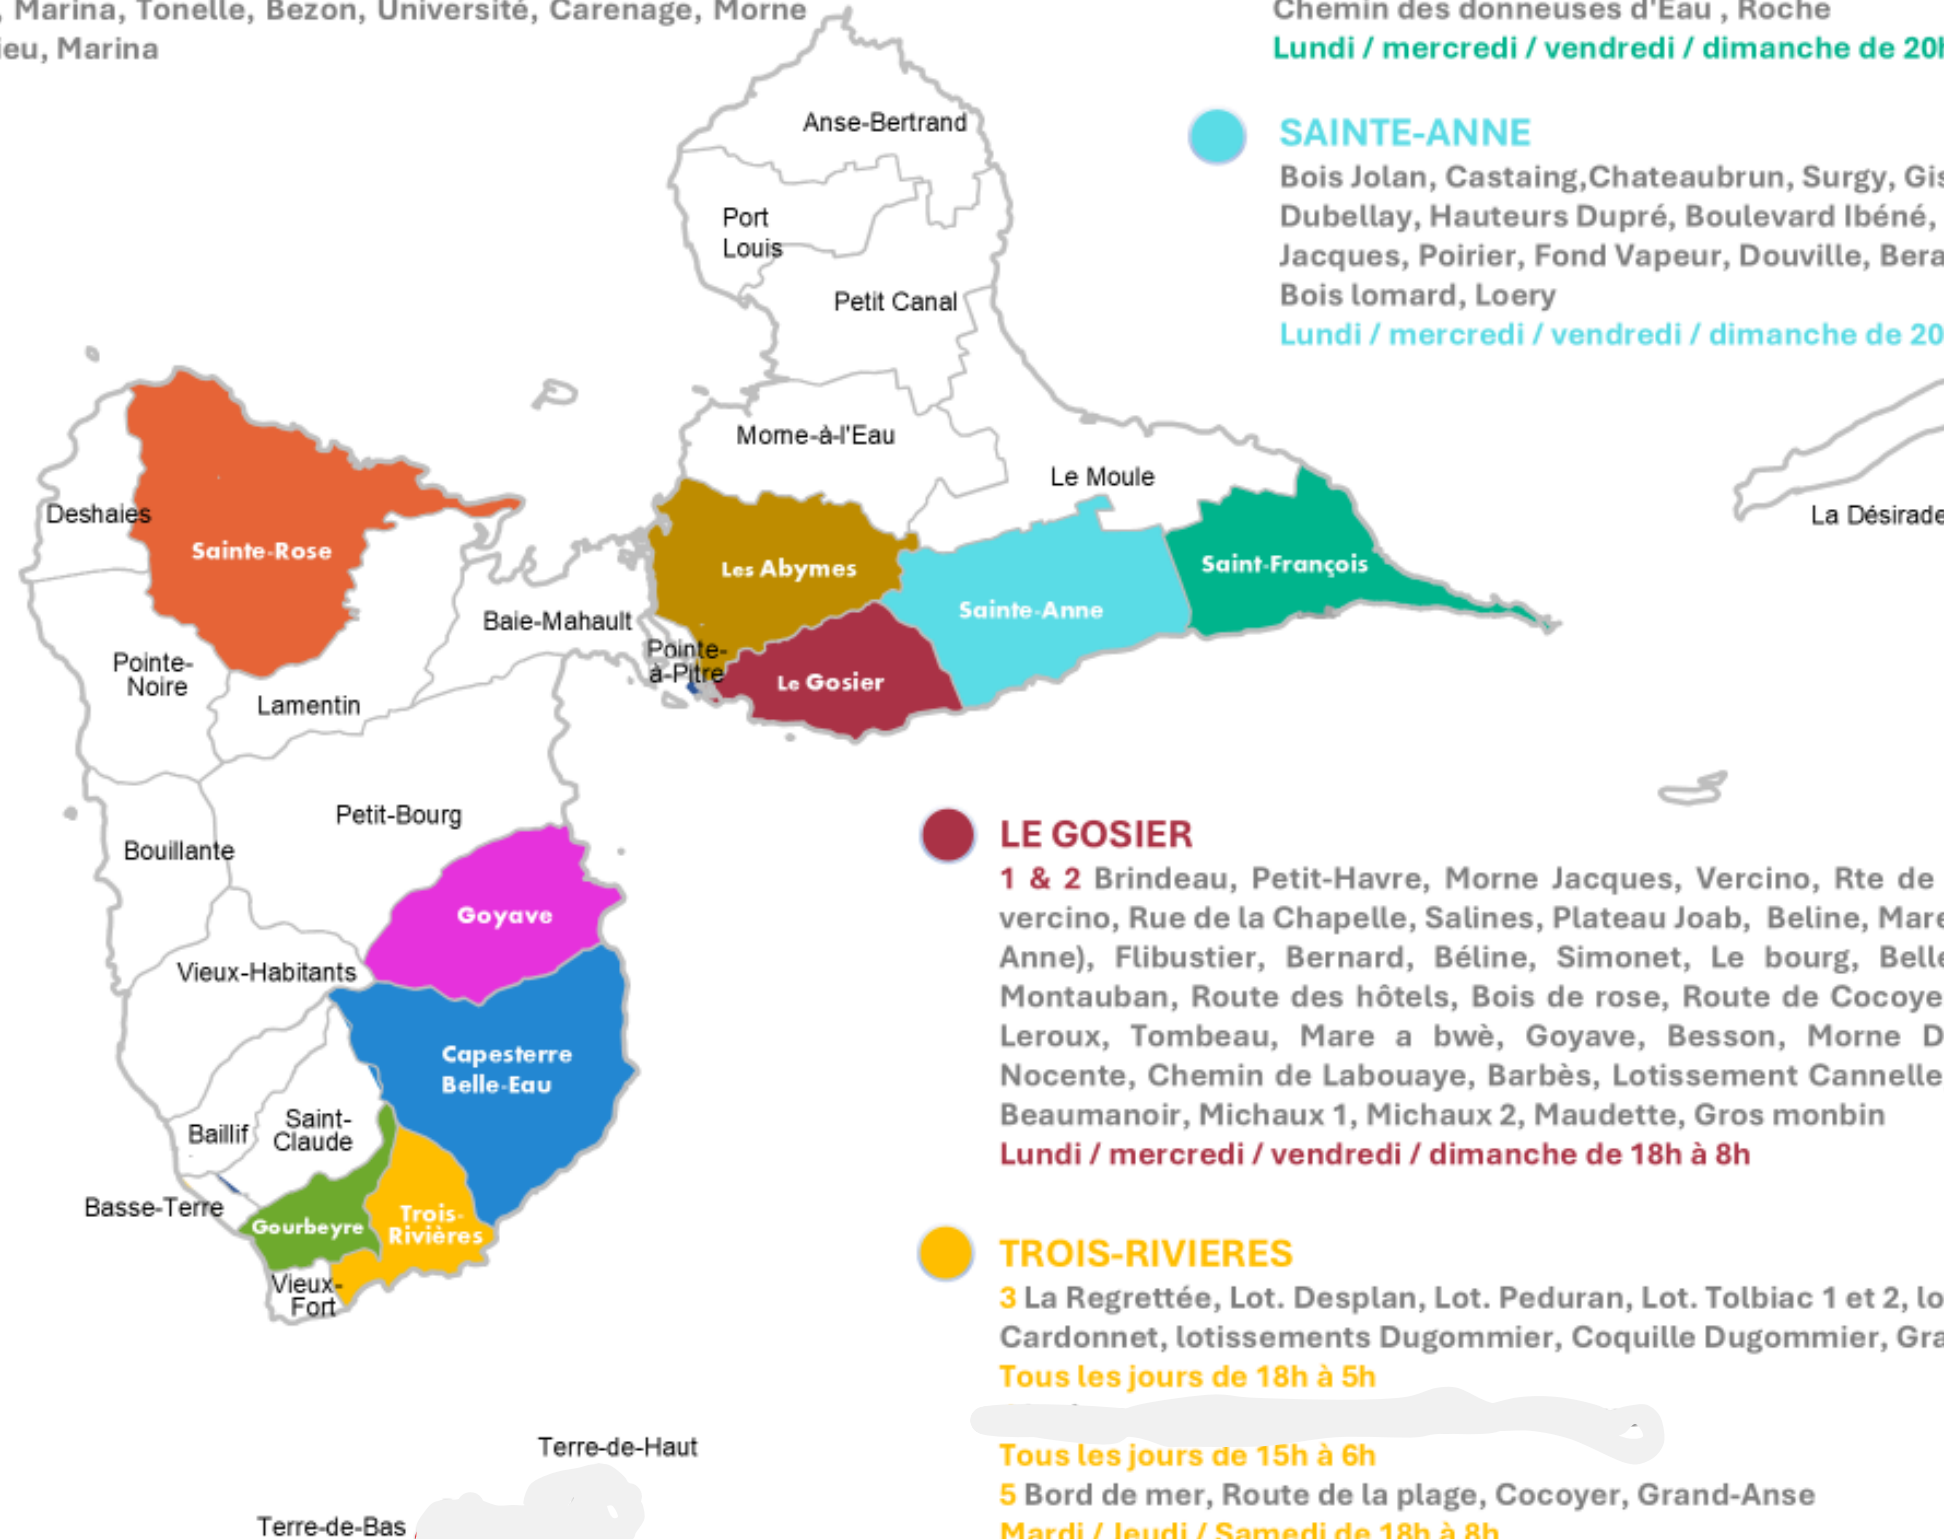 , Marina, Tonelle, Bezon, Université, Carenage, Morne
ieu, Marina
Chemin des donneuses d'Eau , Roche
Lundi / mercredi / vendredi / dimanche de 20h
SAINTE-ANNE
Bois Jolan, Castaing,Chateaubrun, Surgy, Gis
Dubellay, Hauteurs Dupré, Boulevard Ibéné,
Jacques, Poirier, Fond Vapeur, Douville, Bera
Bois lomard, Loery
Lundi / mercredi / vendredi / dimanche de 20
Anse-Bertrand
Port
Louis
Petit Canal
Morne-à-l'Eau
Le Moule
La Désirade
Deshaies
Sainte-Rose
Les Abymes
Saint-François
Sainte-Anne
Baie-Mahault
Pointe-
à-Pitre
Le Gosier
Pointe-
Noire
Lamentin
Petit-Bourg
Bouillante
Goyave
Vieux-Habitants
Capesterre
Belle-Eau
Saint-
Claude
Baillif
Basse-Terre
Gourbeyre
Trois-
Rivières
Vieux-
Fort
Terre-de-Haut
Terre-de-Bas
LE GOSIER
1 & 2 Brindeau, Petit-Havre, Morne Jacques, Vercino, Rte de
vercino, Rue de la Chapelle, Salines, Plateau Joab, Beline, Mare
Anne), Flibustier, Bernard, Béline, Simonet, Le bourg, Belle
Montauban, Route des hôtels, Bois de rose, Route de Cocoye
Leroux, Tombeau, Mare a bwè, Goyave, Besson, Morne D
Nocente, Chemin de Labouaye, Barbès, Lotissement Cannelle
Beaumanoir, Michaux 1, Michaux 2, Maudette, Gros monbin
Lundi / mercredi / vendredi / dimanche de 18h à 8h
TROIS-RIVIERES
3 La Regrettée, Lot. Desplan, Lot. Peduran, Lot. Tolbiac 1 et 2, lo
Cardonnet, lotissements Dugommier, Coquille Dugommier, Gra
Tous les jours de 18h à 5h
Tous les jours de 15h à 6h
5 Bord de mer, Route de la plage, Cocoyer, Grand-Anse
Mardi / Jeudi / Samedi de 18h à 8h